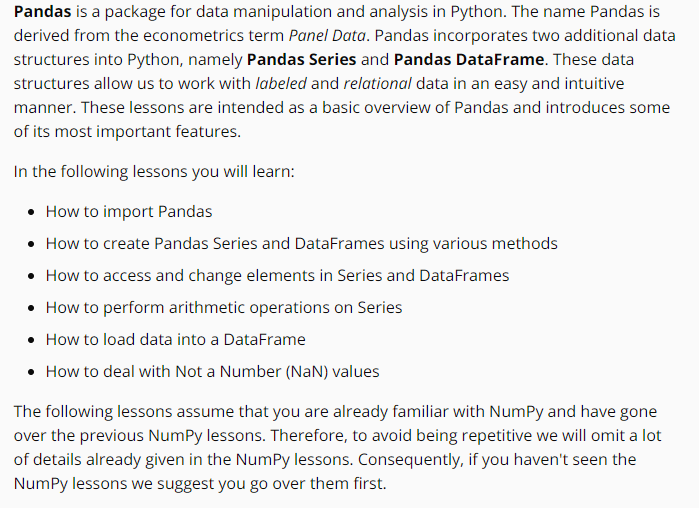 Pandas is a package for data manipulation and analysis in Python. The name Pandas is
derived from the econometrics term Panel Data. Pandas incorporates two additional data
structures into Python, namely Pandas Series and Pandas DataFrame. These data
structures allow us to work with labeled and relational data in an easy and intuitive
manner. These lessons are intended as a basic overview of Pandas and introduces some
of its most important features.
In the following lessons you will learn:
• How to import Pandas
• How to create Pandas Series and DataFrames using various methods
• How to access and change elements in Series and DataFrames
• How to perform arithmetic operations on Series
• How to load data into a DataFrame
• How to deal with Not a Number (NaN) values
The following lessons assume that you are already familiar with NumPy and have gone
over the previous NumPy lessons. Therefore, to avoid being repetitive we will omit a lot
of details already given in the NumPy lessons. Consequently, if you haven't seen the
NumPy lessons we suggest you go over them first.